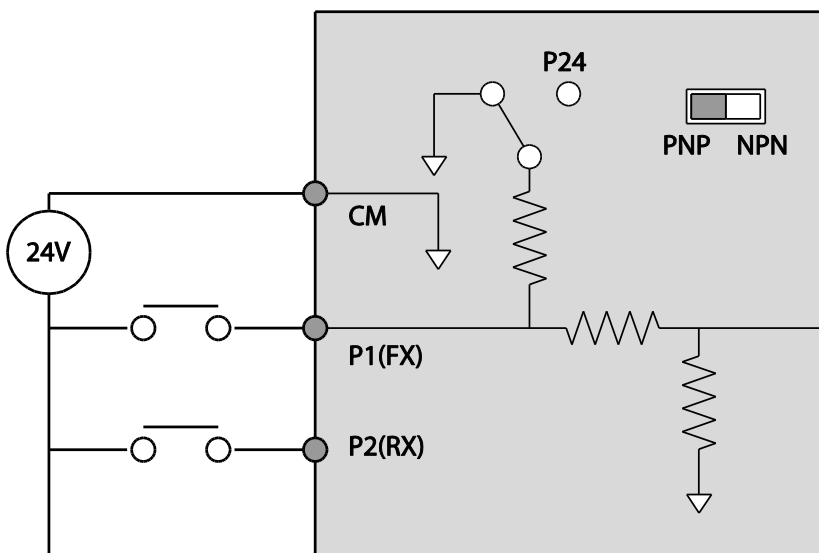 P24
PNP NPN
CM
24V
P1(FX)
P2(RX)